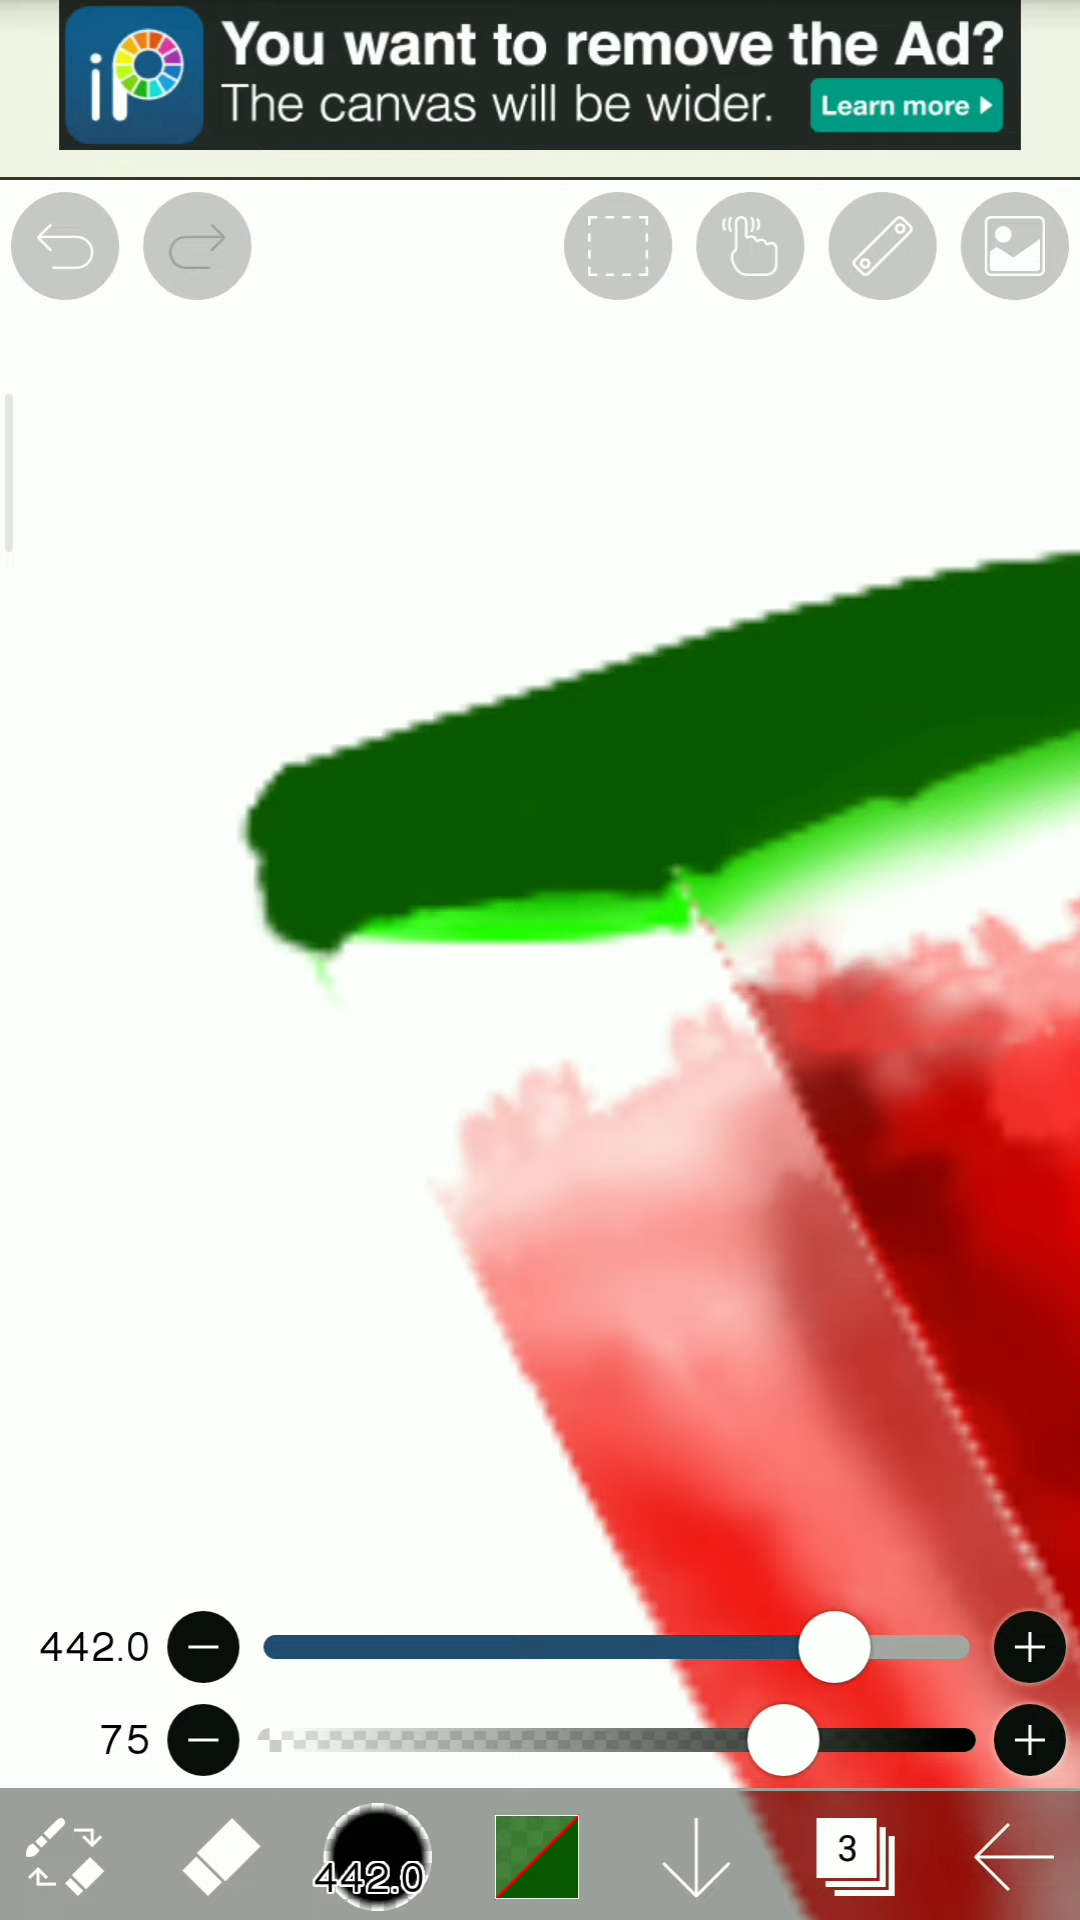 iP
You want to remove the Ad?
The canvas will be wider.
Learn more
442.0
75
442.0
3